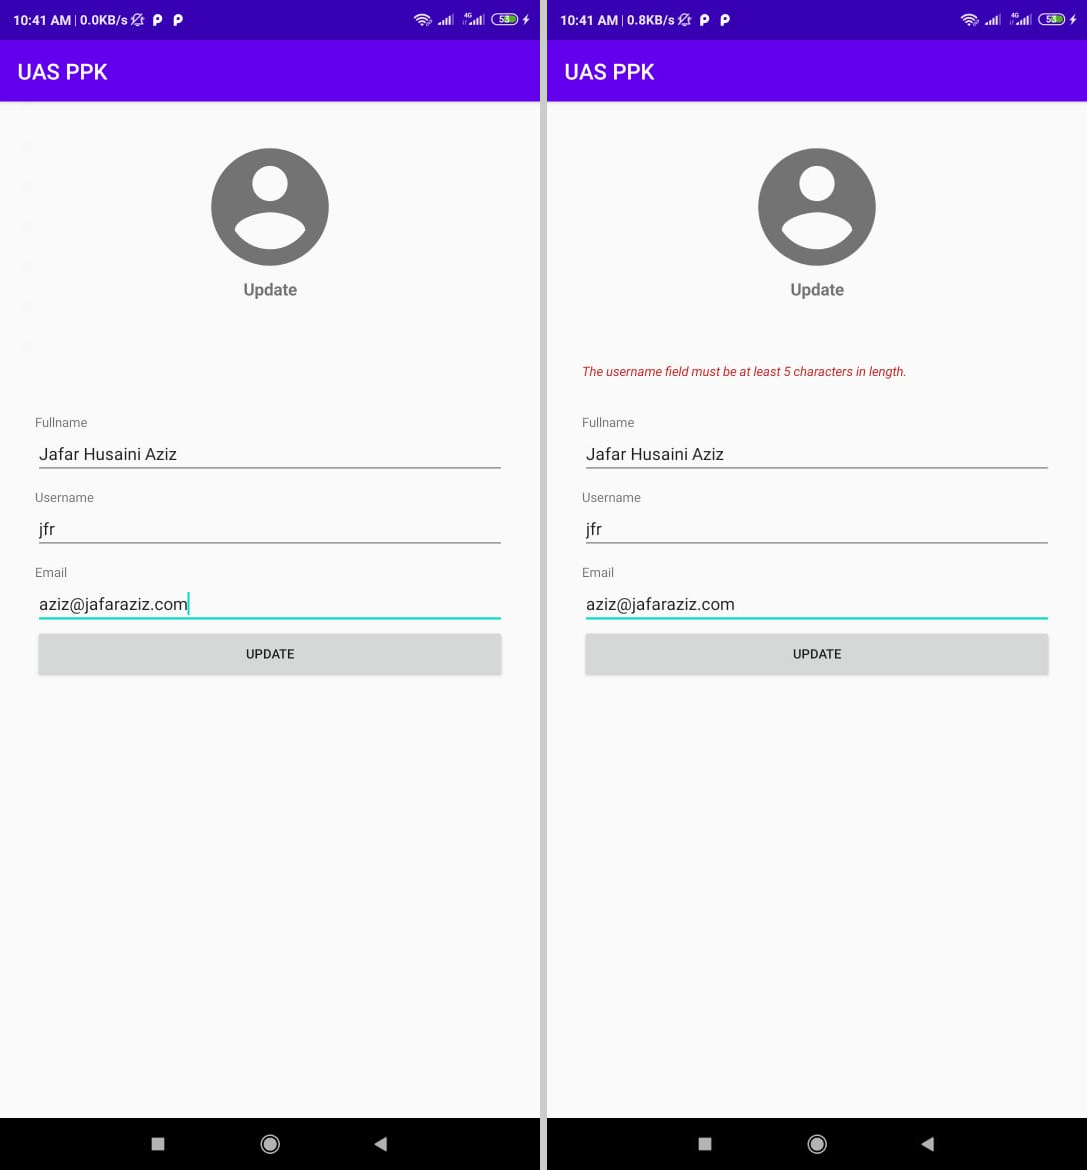 10:41 AM | 0.0KB/s
4G
53
UAS PPK
Update
Fullname
Jafar Husaini Aziz
Username
jfr
Email
aziz@jafaraziz.com
UPDATE
10:41 AM | 0.8KB/s
4G
53
UAS PPK
Update
The username field must be at least 5 characters in length.
Fullname
Jafar Husaini Aziz
Username
jfr
Email
aziz@jafaraziz.com
UPDATE